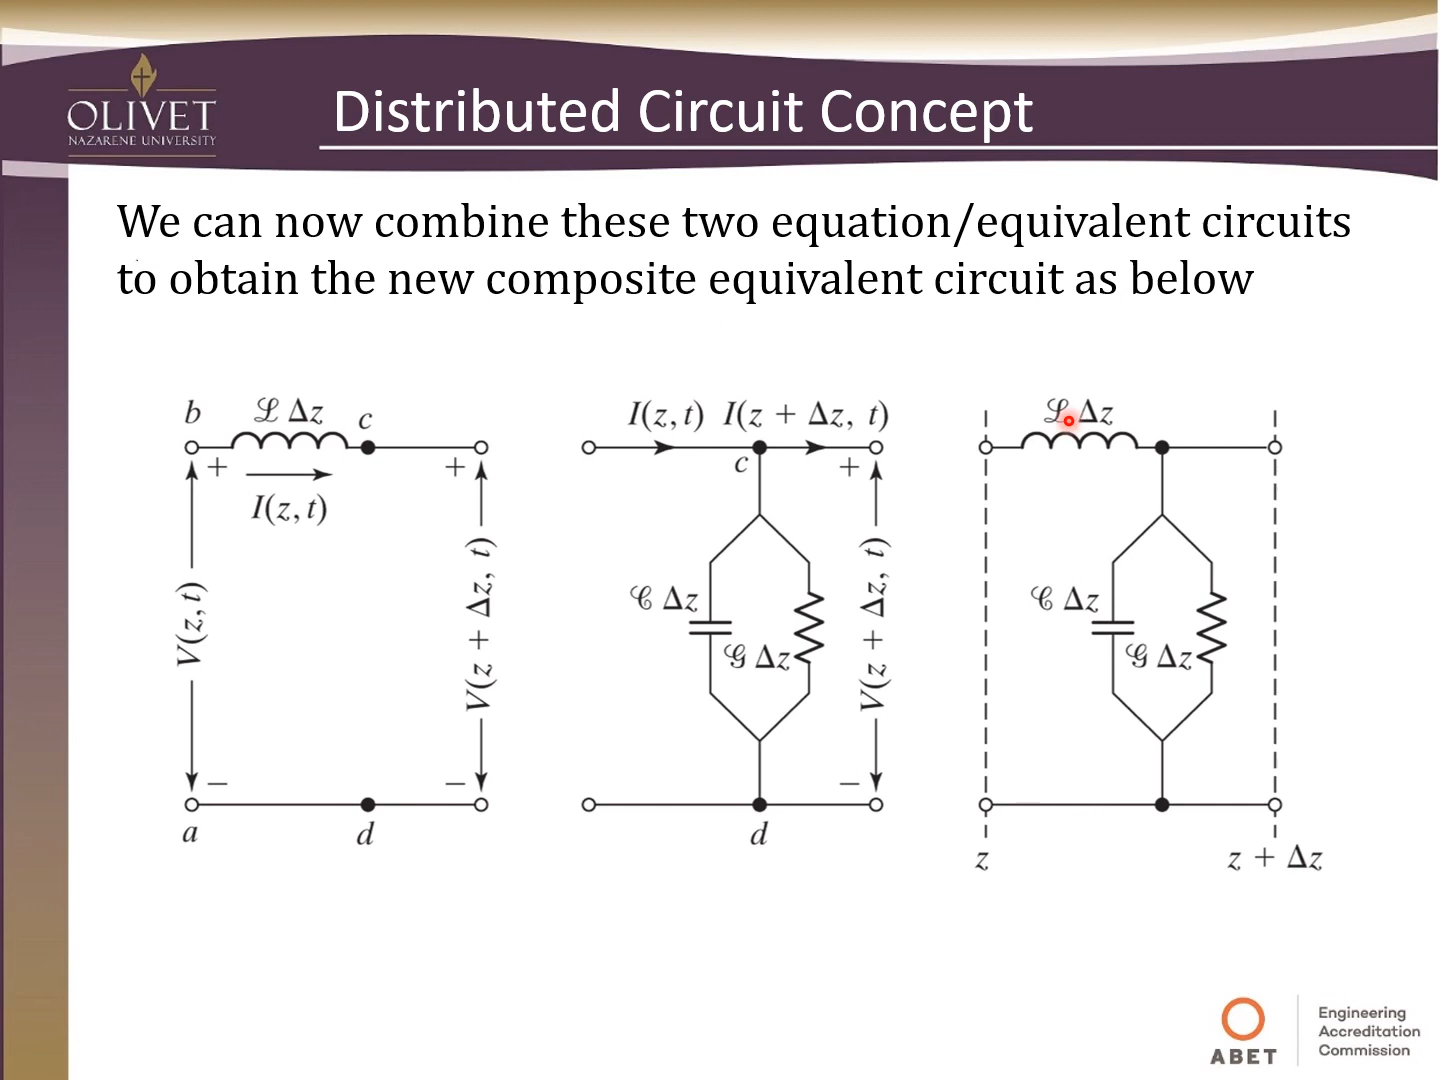 OLIVET
NAZARENE UNIVERSITY
Distributed Circuit Concept
We can now combine these two equation/equivalent circuits
to obtain the new composite equivalent circuit as below
b
ℒ Δz
c
+
+
I(z, t)
V(z, t)
V(z + Δz, t)
−
−
a
d
I(z, t) I(z + Δz, t)
c
+
𝒞 Δz
𝒢 Δz
V(z + Δz, t)
−
d
ℒ Δz
𝒞 Δz
𝒢 Δz
z
z + Δz
ABET
Engineering
Accreditation
Commission